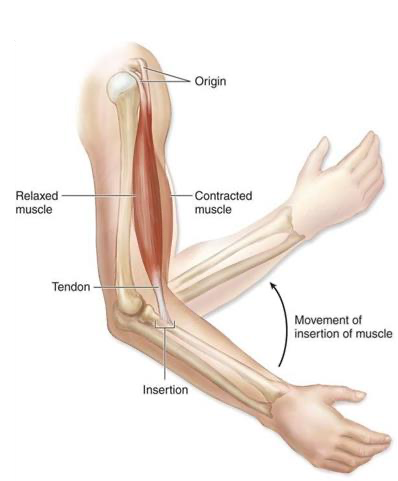 Origin
Relaxed
muscle
Contracted
muscle
Tendon
Movement of
insertion of muscle
Insertion